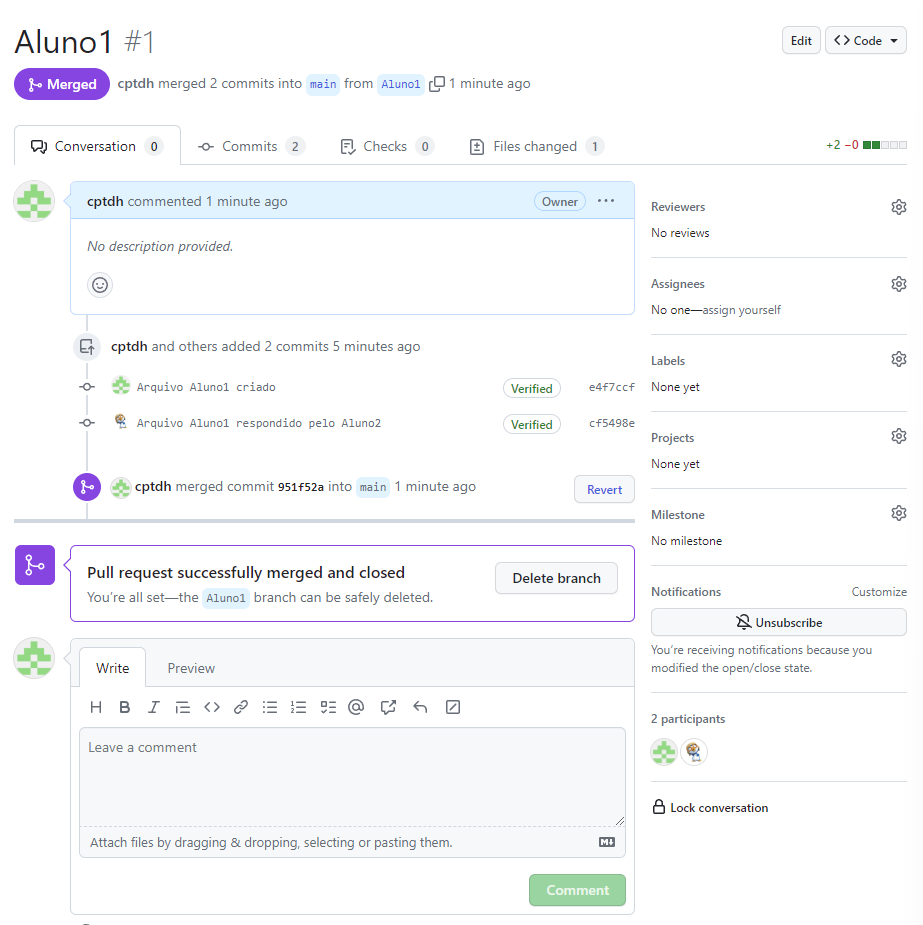 Aluno1 #1
Edit
Code
Merged
cptdh merged 2 commits into main from Aluno1 1 minute ago
Conversation 0
Commits 2
Checks 0
Files changed 1
+2 −0
cptdh commented 1 minute ago
Owner
No description provided.
cptdh and others added 2 commits 5 minutes ago
Arquivo Aluno1 criado
Verified
e4f7ccf
Arquivo Aluno1 respondido pelo Aluno2
Verified
cf5498e
cptdh merged commit 951f52a into main 1 minute ago
Revert
Pull request successfully merged and closed
You’re all set—the Aluno1 branch can be safely deleted.
Delete branch
Write
Preview
Leave a comment
Attach files by dragging & dropping, selecting or pasting them.
Comment
Reviewers
No reviews
Assignees
No one—assign yourself
Labels
None yet
Projects
None yet
Milestone
No milestone
Notifications
Customize
Unsubscribe
You’re receiving notifications because you
modified the open/close state.
2 participants
Lock conversation